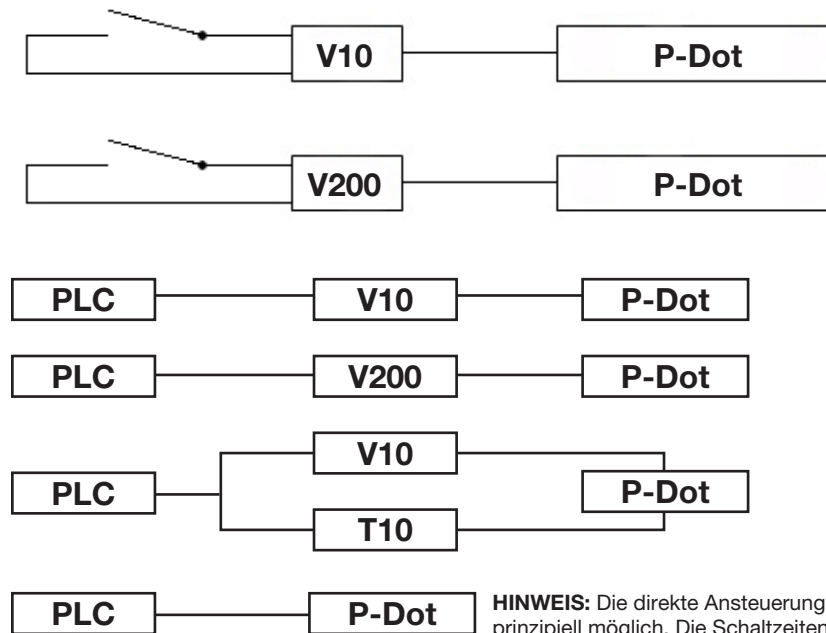 V10 P-Dot
V200 P-Dot
PLC V10 P-Dot
PLC V200 P-Dot
V10
PLC P-Dot
T10
PLC P-Dot HINWEIS: Die direkte Ansteuerung
prinzipiell möglich. Die Schaltzeiten